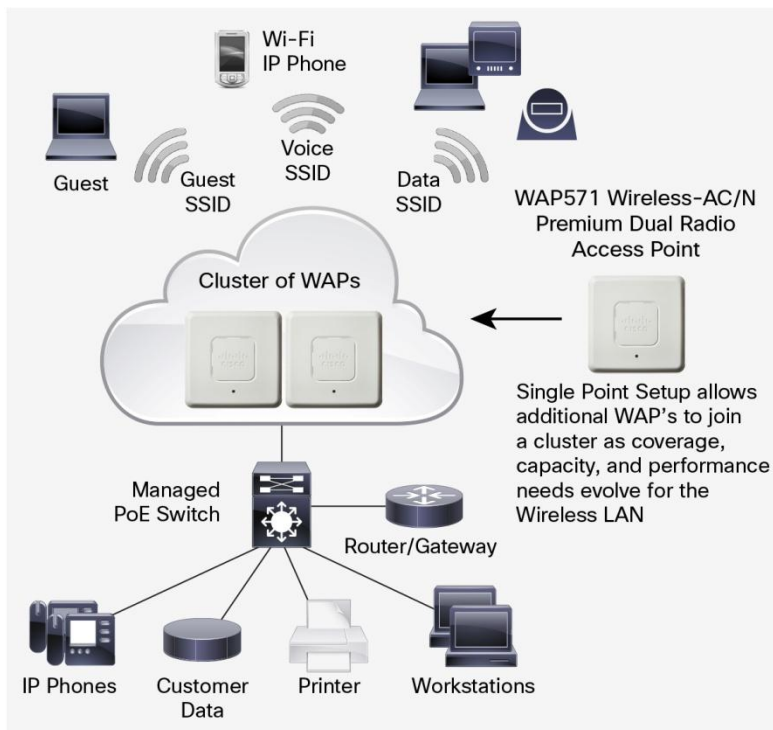 Wi-Fi
IP Phone
Guest
Guest
SSID
Voice
SSID
Data
SSID
WAP571 Wireless-AC/N
Premium Dual Radio
Access Point
Cluster of WAPs
Single Point Setup allows
additional WAP's to join
a cluster as coverage,
capacity, and performance
needs evolve for the
Wireless LAN
Managed
PoE Switch
Router/Gateway
IP Phones
Customer
Data
Printer
Workstations